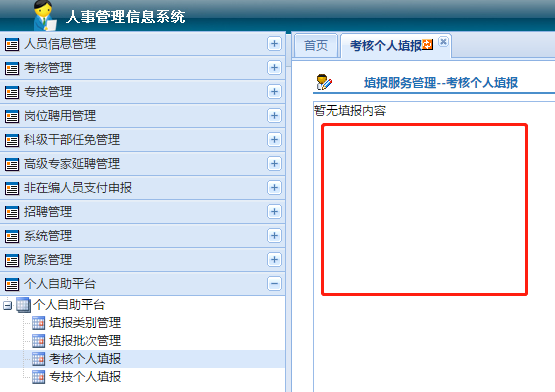 人事管理信息系统
人员信息管理
考核管理
专技管理
岗位聘用管理
科级干部任免管理
高级专家延聘管理
非在编人员支付申报
招聘管理
系统管理
院系管理
个人自助平台
个人自助平台
填报类别管理
填报批次管理
考核个人填报
专技个人填报
首页 考核个人填报
填报服务管理--考核个人填报
暂无填报内容